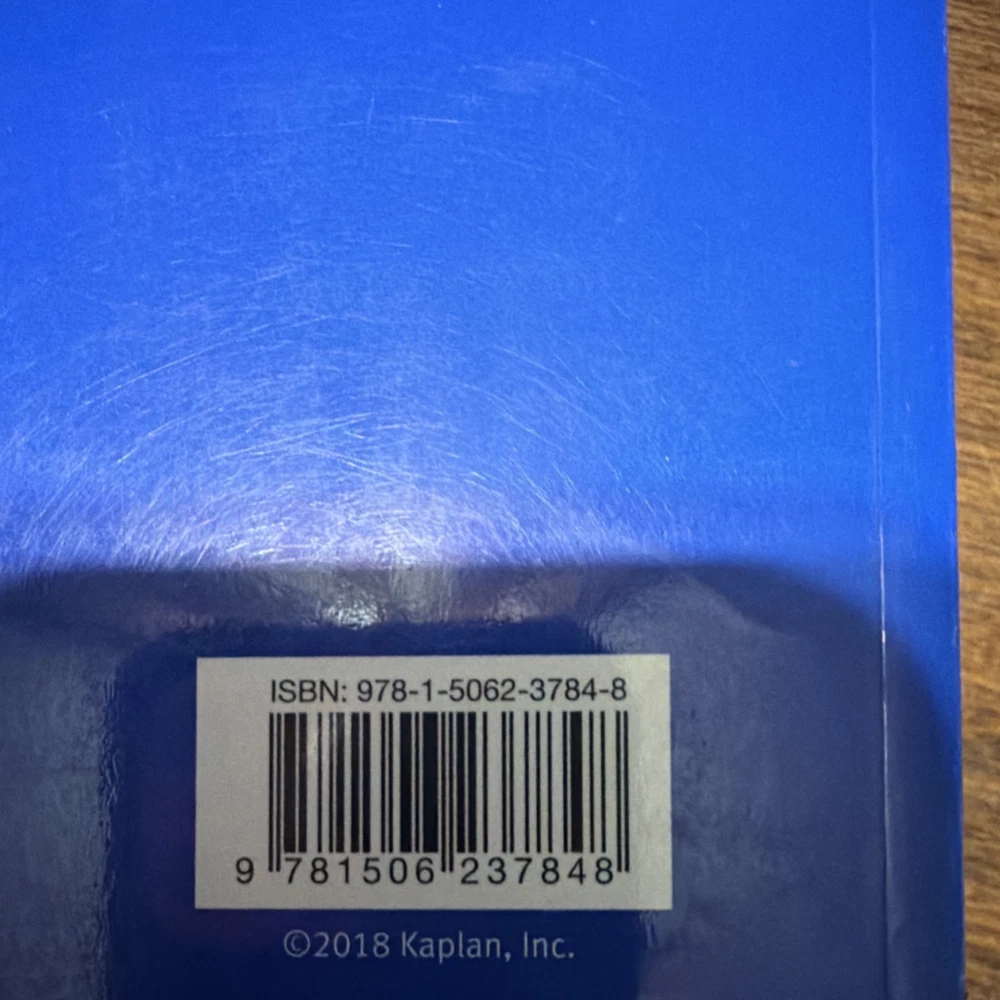 ISBN: 978-1-5062-3784-8
9 781506 237848
©2018 Kaplan, Inc.